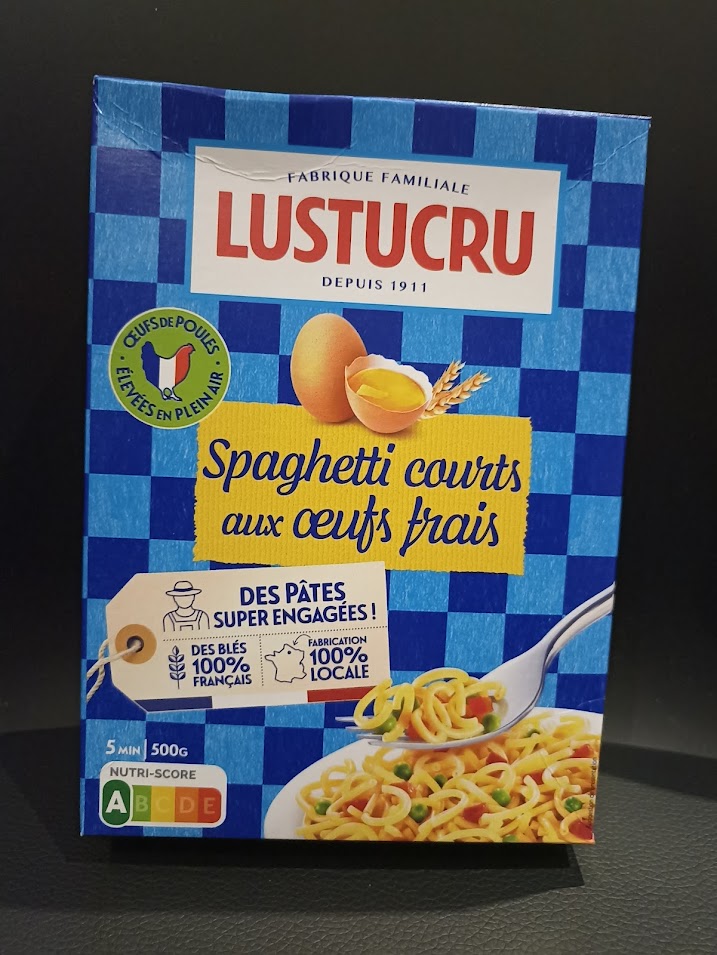 FABRIQUE FAMILIALE
LUSTUCRU
DEPUIS 1911
ŒUFS DE POULES
ÉLEVÉES EN PLEIN AIR
Spaghetti courts
aux œufs frais
DES PÂTES
SUPER ENGAGÉES !
DES BLÉS
100%
FRANÇAIS
FABRICATION
100%
LOCALE
5 MIN | 500G
NUTRI-SCORE
A B C D E